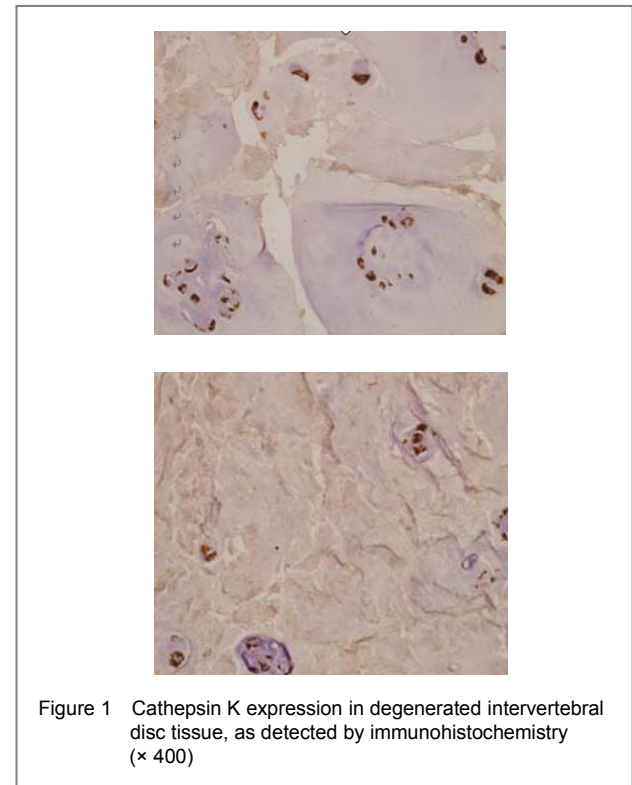 Figure 1 Cathepsin K expression in degenerated intervertebral
disc tissue, as detected by immunohistochemistry
(× 400)